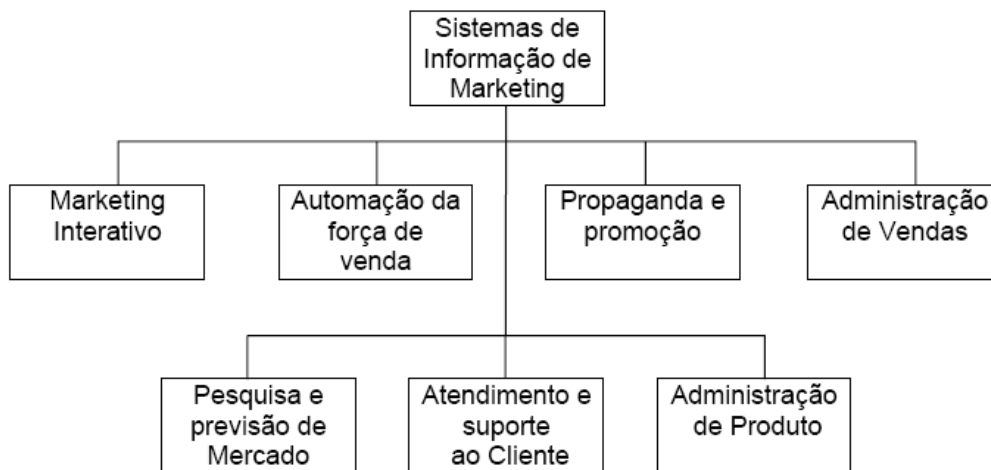 Sistemas de
Informação de
Marketing
Marketing
Interativo
Automação da
força de
venda
Propaganda e
promoção
Administração
de Vendas
Pesquisa e
previsão de
Mercado
Atendimento e
suporte
ao Cliente
Administração
de Produto